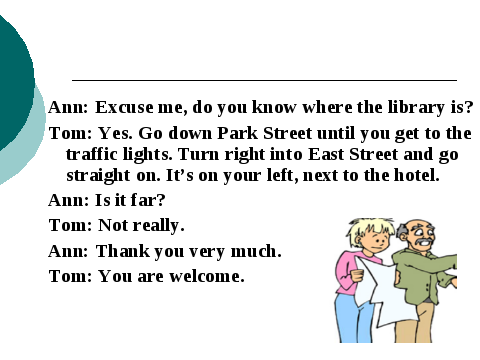 Ann: Excuse me, do you know where the library is?
Tom: Yes. Go down Park Street until you get to the
traffic lights. Turn right into East Street and go
straight on. It’s on your left, next to the hotel.
Ann: Is it far?
Tom: Not really.
Ann: Thank you very much.
Tom: You are welcome.